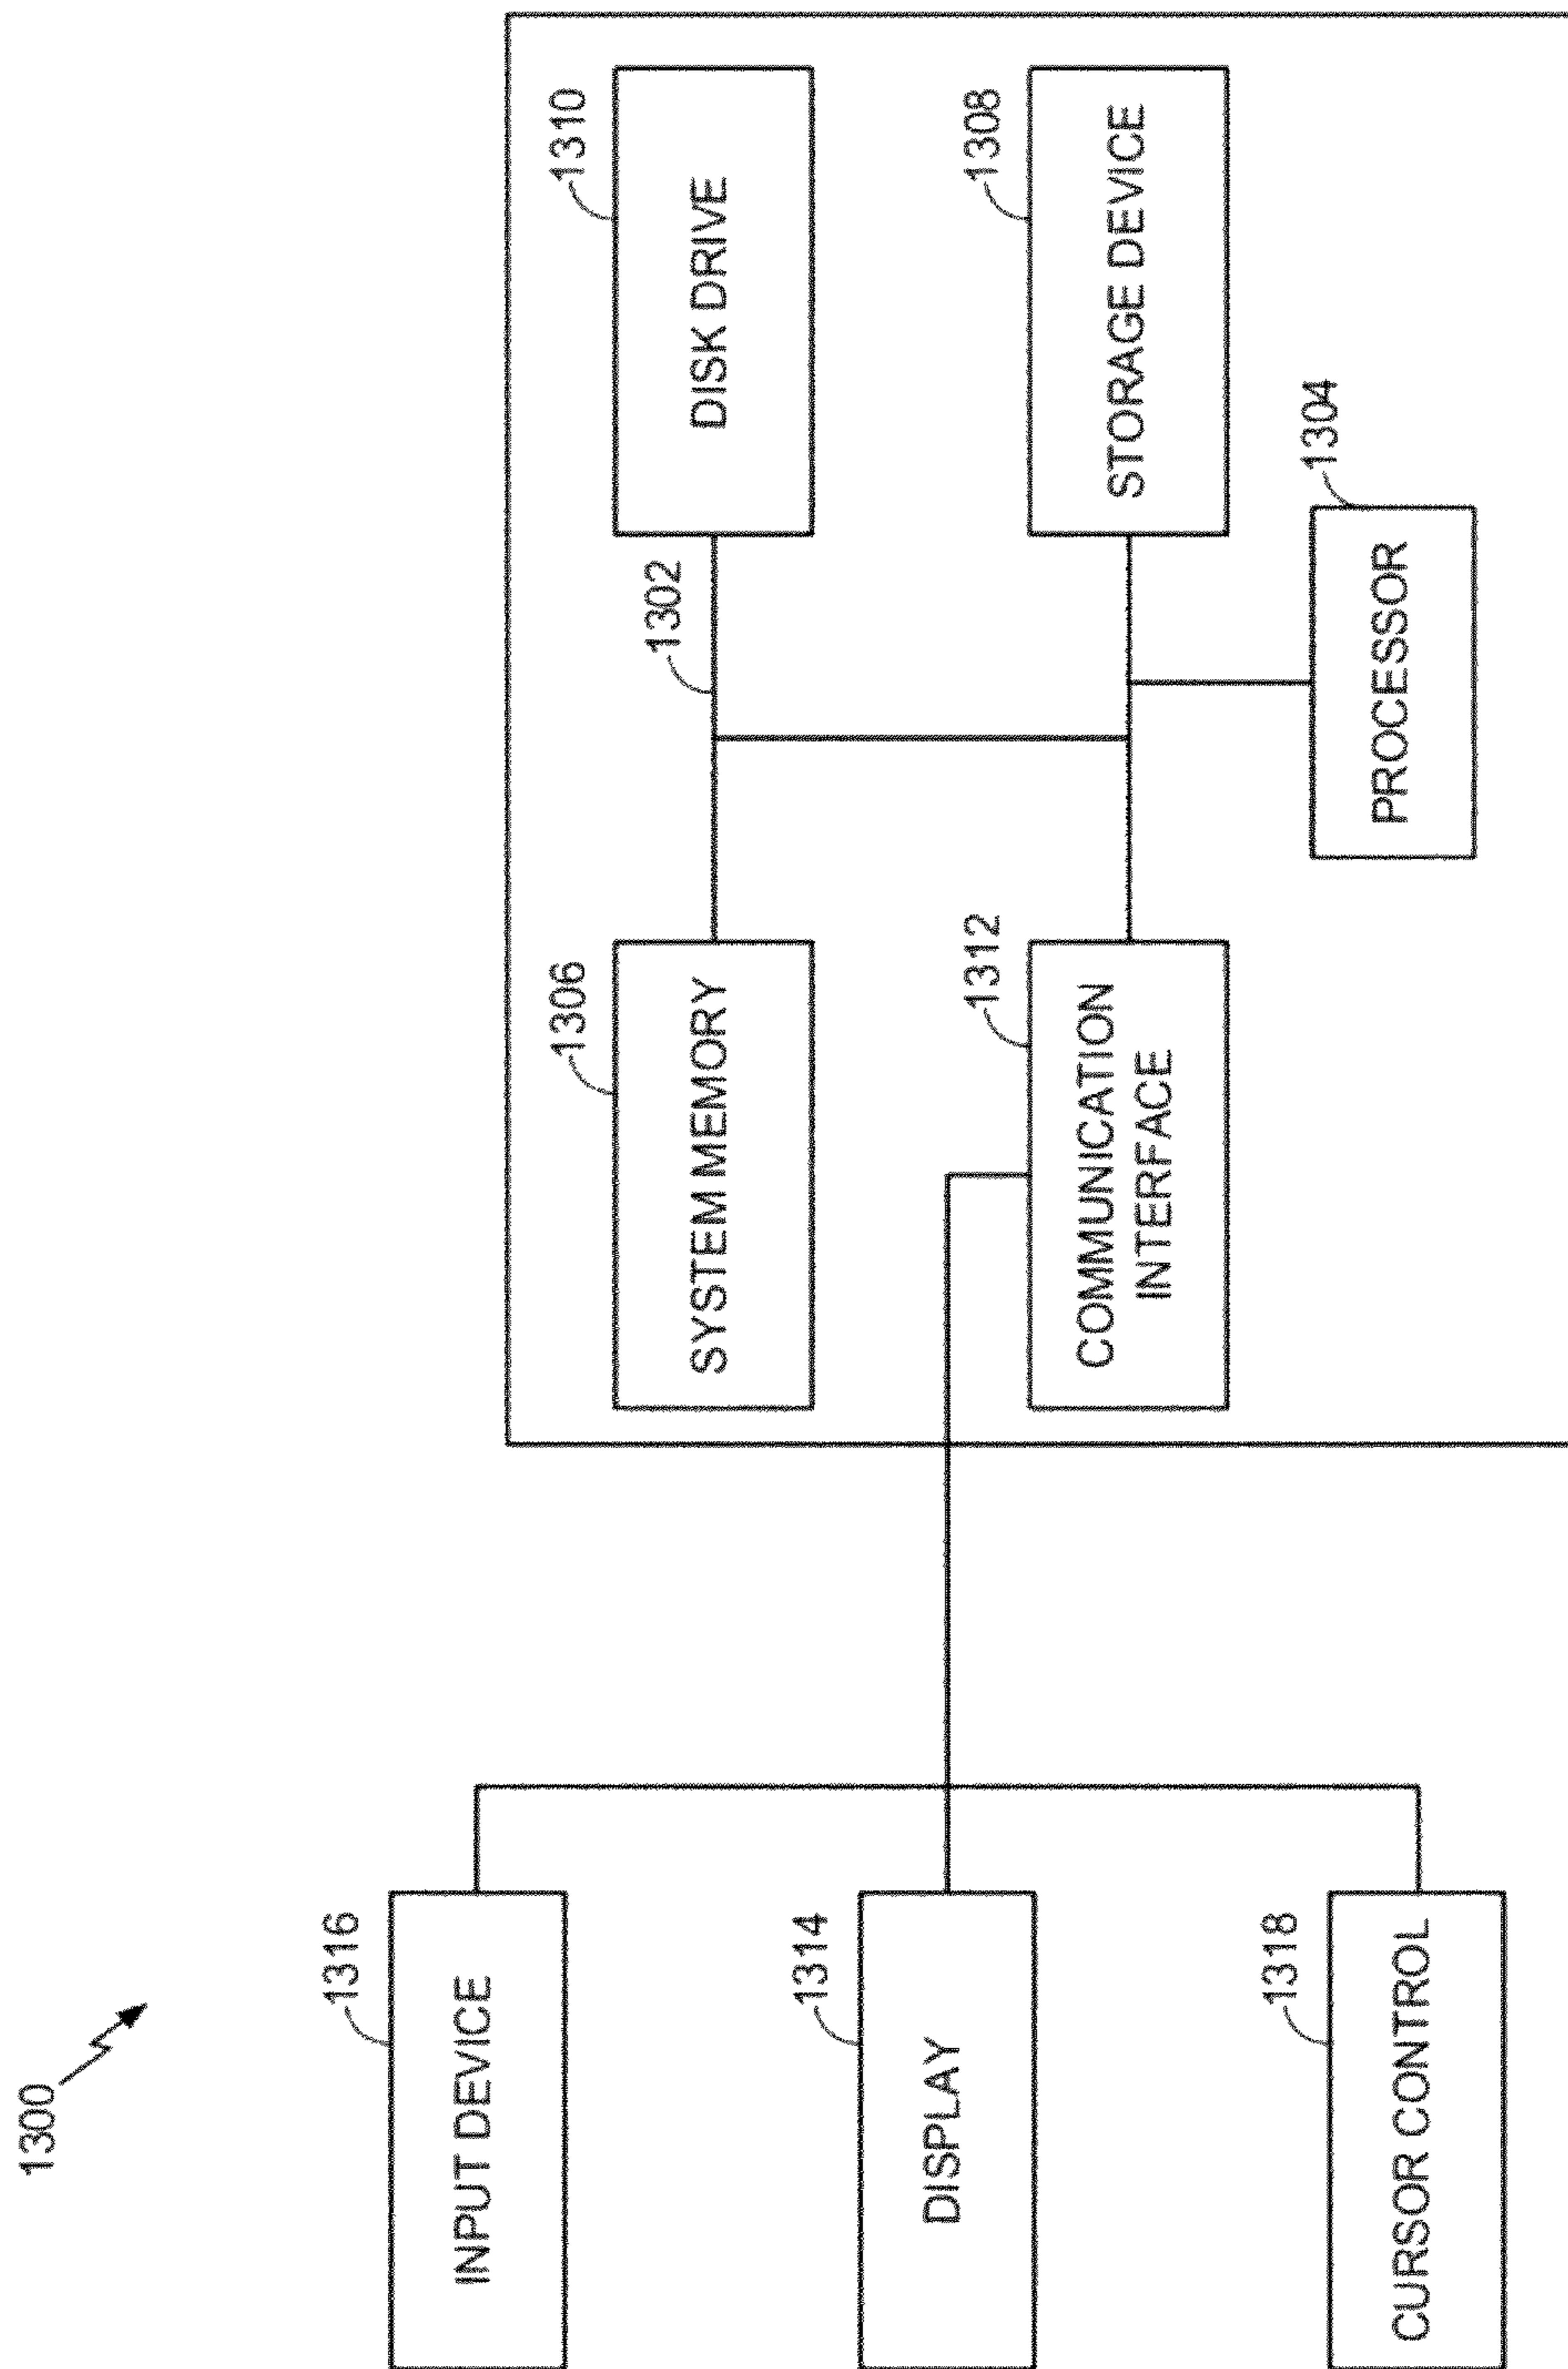 1300
1316
INPUT DEVICE
1314
DISPLAY
1318
CURSOR CONTROL
1306
SYSTEM MEMORY
1302
1310
DISK DRIVE
1312
COMMUNICATION
INTERFACE
1308
STORAGE DEVICE
1304
PROCESSOR